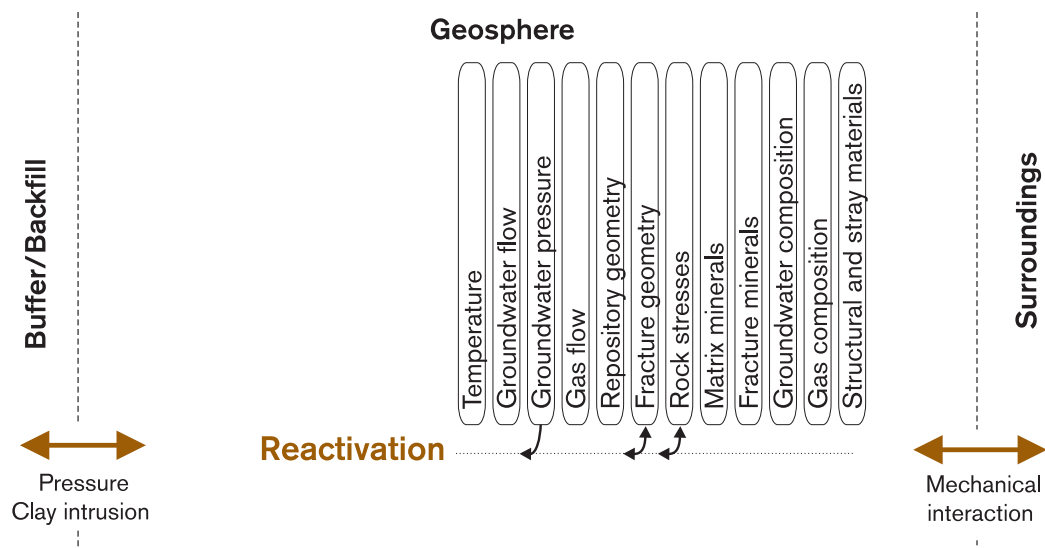 Geosphere
Buffer/Backfill
Temperature
Groundwater flow
Groundwater pressure
Gas flow
Repository geometry
Fracture geometry
Rock stresses
Matrix minerals
Fracture minerals
Groundwater composition
Gas composition
Structural and stray materials
Surroundings
Reactivation
Pressure
Clay intrusion
Mechanical
interaction